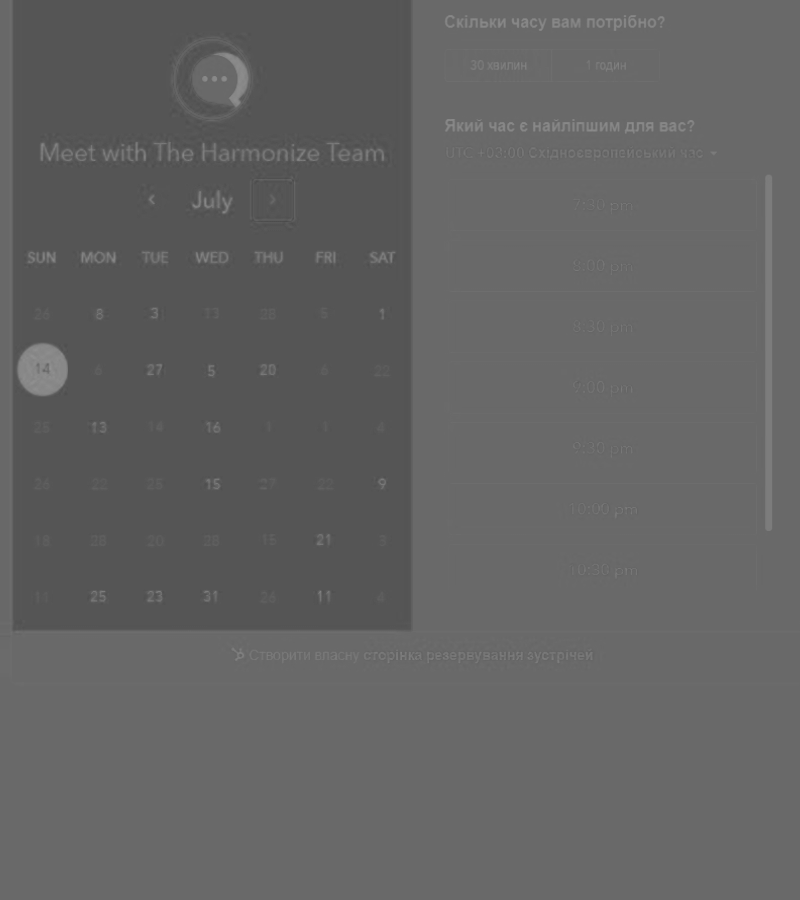 Meet with The Harmonize Team
July
SUN MON TUE WED THU FRI SAT
26 8 3 13 28 5 1
14 6 27 5 20 6 22
25 13 14 16 1 1 4
26 22 26 15 27 22 9
18 28 20 28 15 21 3
11 25 23 31 26 11 4
Скільки часу вам потрібно?
30 хвилин 1 годин
Який час є найліпшим для вас?
UTC +03:00 Східноєвропейський час
7:30 pm
8:00 pm
8:30 pm
9:00 pm
9:30 pm
10:00 pm
10:30 pm
Створити власну сторінка резервування зустрічей